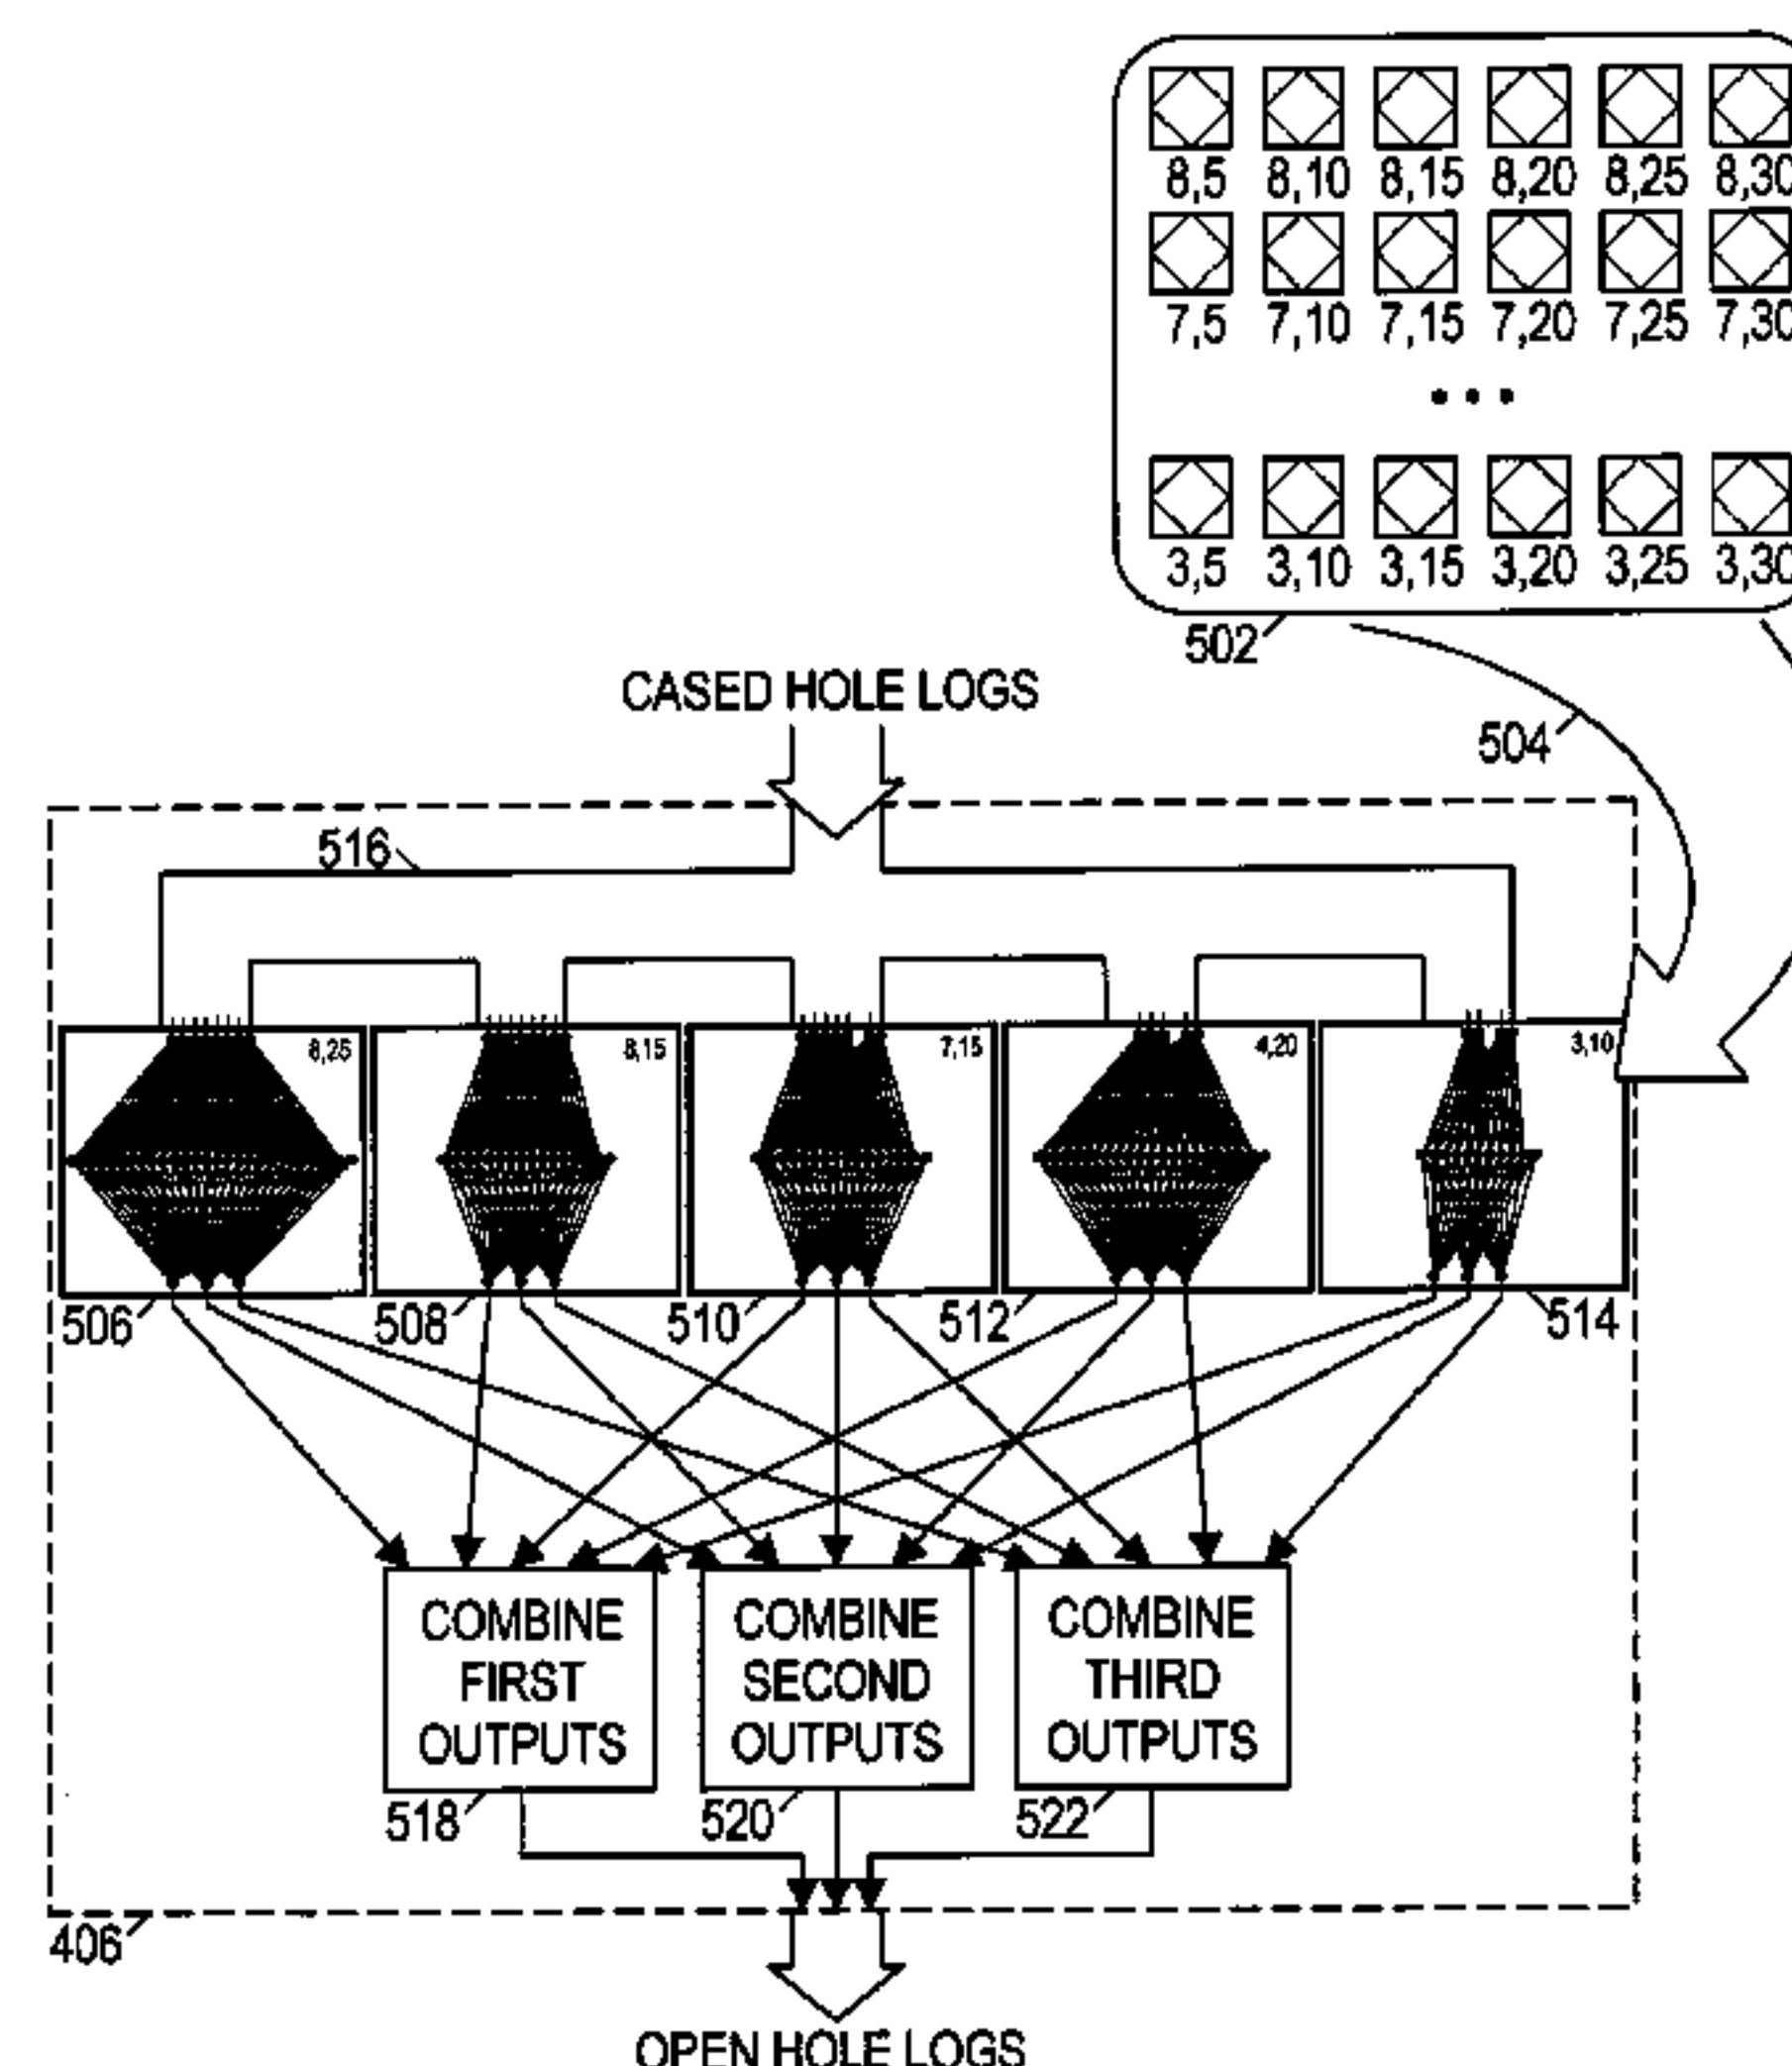 8,5 8,10 8,15 8,20 8,25 8,30
7,5 7,10 7,15 7,20 7,25 7,30
• • •
3,5 3,10 3,15 3,20 3,25 3,30
502
CASED HOLE LOGS
504
516
8,25 8,15 7,15 4,20 3,10
506 508 510 512 514
COMBINE
FIRST
OUTPUTS
COMBINE
SECOND
OUTPUTS
COMBINE
THIRD
OUTPUTS
518 520 522
406
OPEN HOLE LOGS